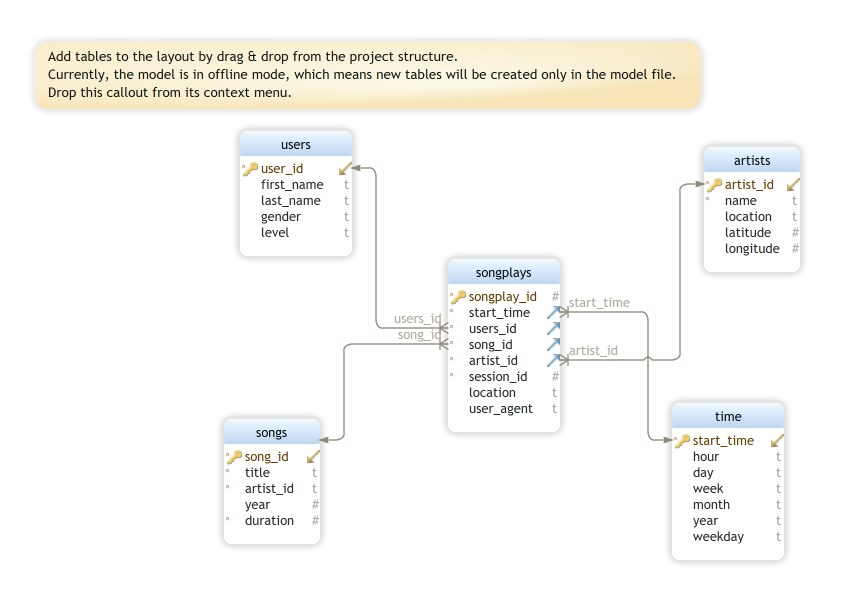 Add tables to the layout by drag & drop from the project structure.
Currently, the model is in offline mode, which means new tables will be created only in the model file.
Drop this callout from its context menu.
users
user_id
first_name t
last_name t
gender t
level t
artists
artist_id
name t
location t
latitude #
longitude #
songplays
songplay_id #
start_time
users_id
song_id
artist_id
session_id #
location t
user_agent t
users_id
song_id
start_time
artist_id
songs
song_id
title t
artist_id t
year #
duration #
time
start_time
hour t
day t
week t
month t
year t
weekday t